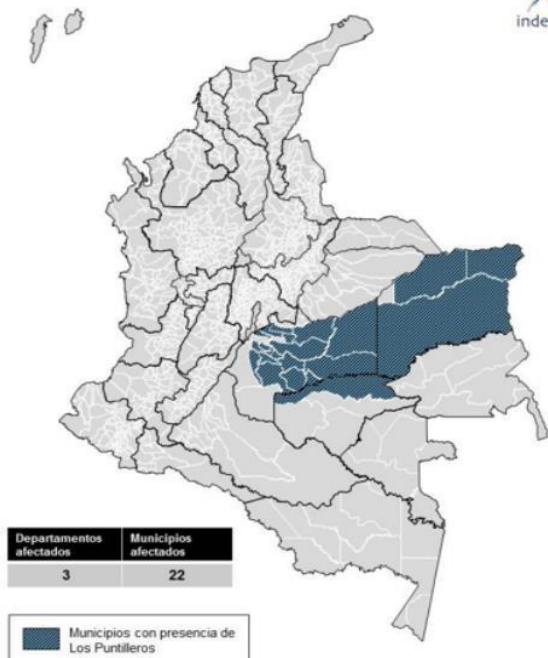 inde
Departamentos afectados
Municipios afectados
3
22
Municipios con presencia de
Los Puntilleros